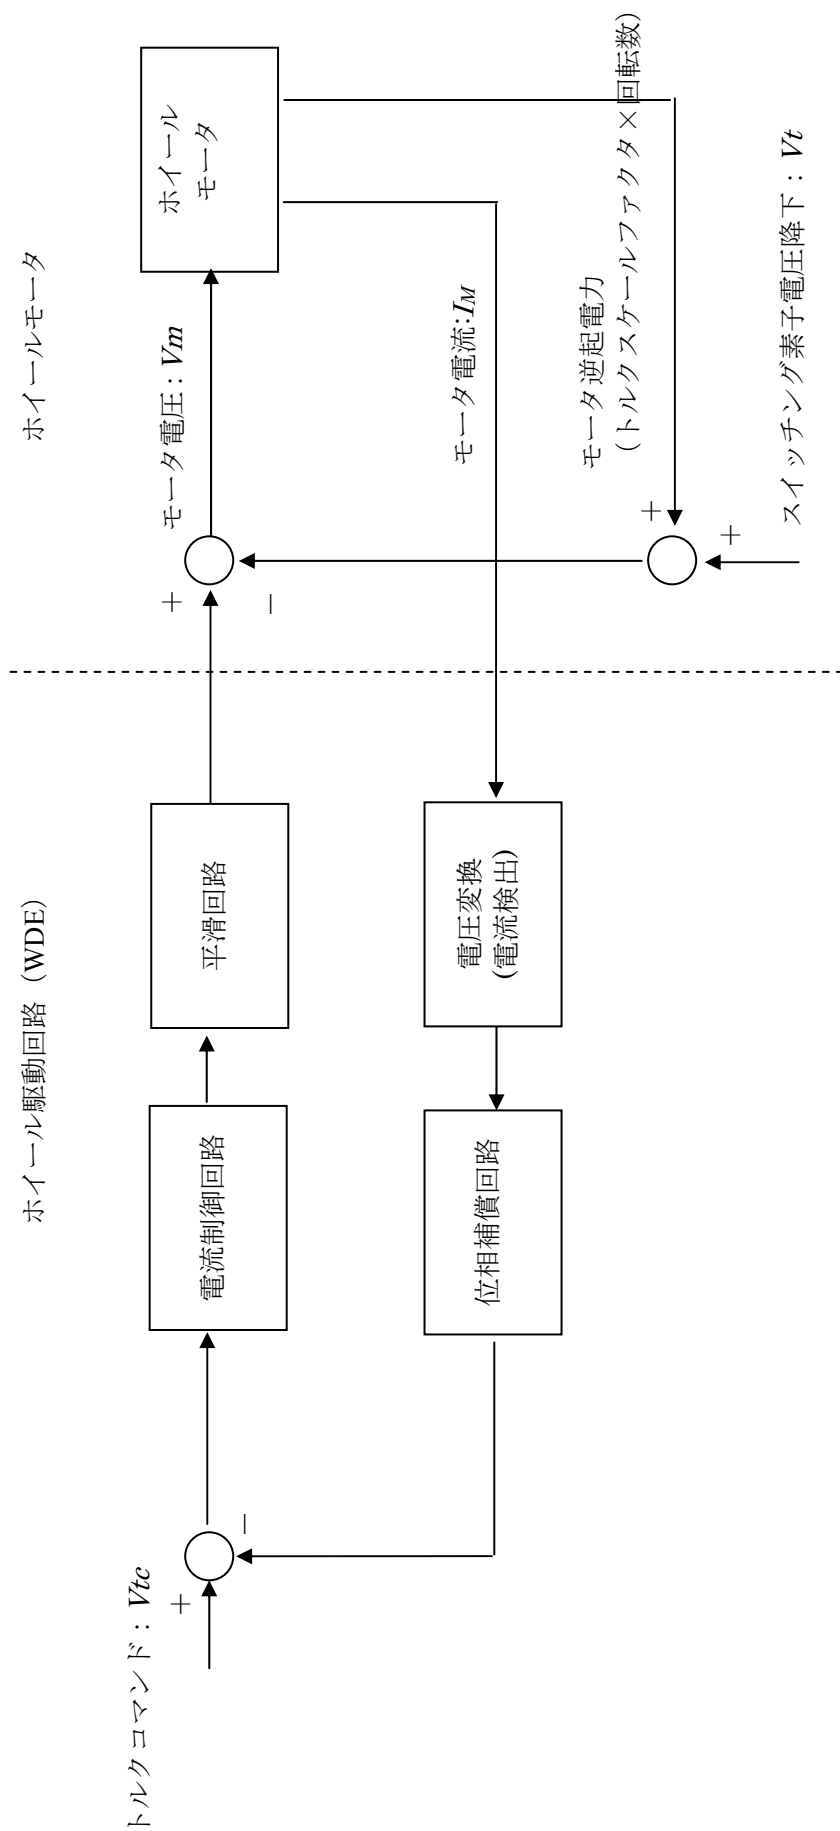 ホイール駆動回路（WDE）
ホイールモータ
トルクコマンド：Vtc
＋
－
電流制御回路
平滑回路
＋
－
モータ電圧：Vm
ホイール
モータ
位相補償回路
電圧変換
(電流検出)
モータ電流:IM
モータ逆起電力
（トルクスケールファクタ×回転数）
＋
＋
スイッチング素子電圧降下：Vt